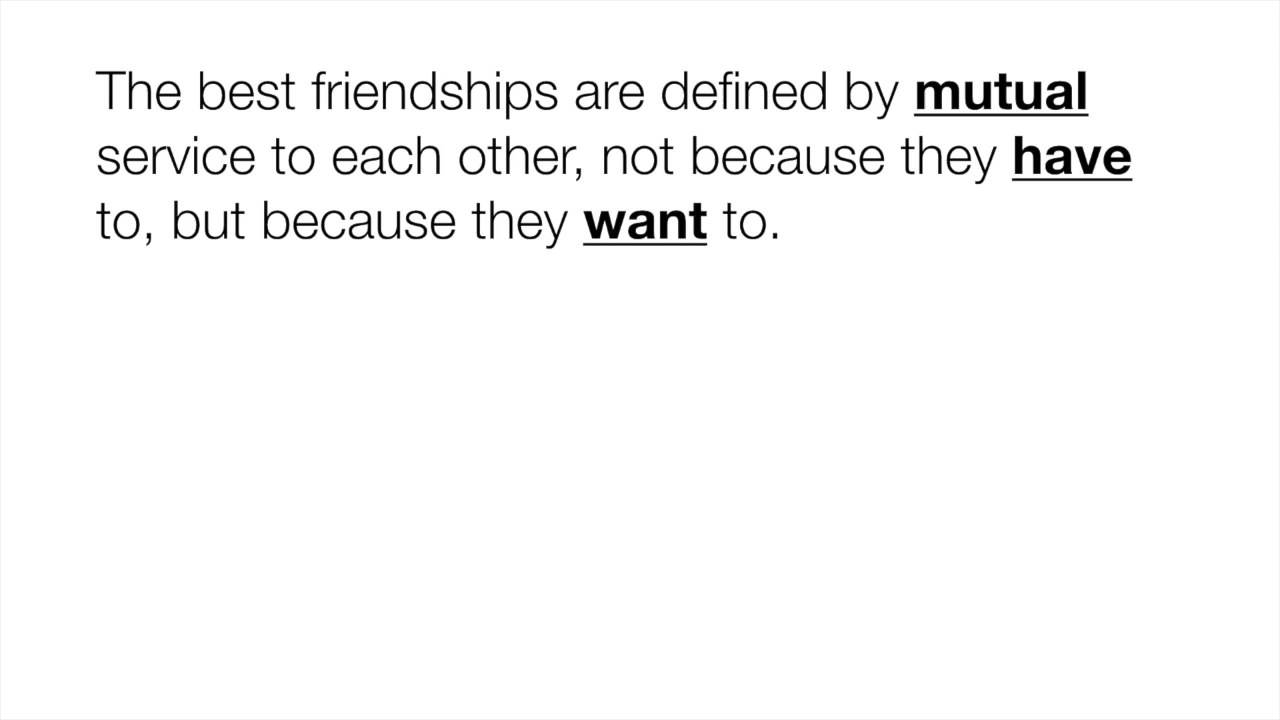 The best friendships are defined by mutual
service to each other, not because they have
to, but because they want to.